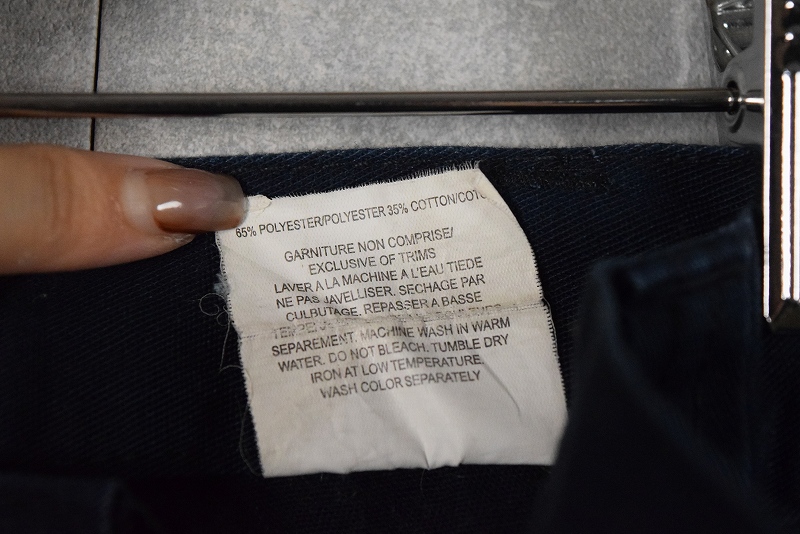 65% POLYESTER/POLYESTER 35% COTTON/COTO
GARNITURE NON COMPRISE/
EXCLUSIVE OF TRIMS
LAVER A LA MACHINE A L'EAU TIEDE
NE PAS JAVELLISER. SECHAGE PAR
CULBUTAGE. REPASSER A BASSE
SEPAREMENT. MACHINE WASH IN WARM
WATER. DO NOT BLEACH. TUMBLE DRY
IRON AT LOW TEMPERATURE.
WASH COLOR SEPARATELY